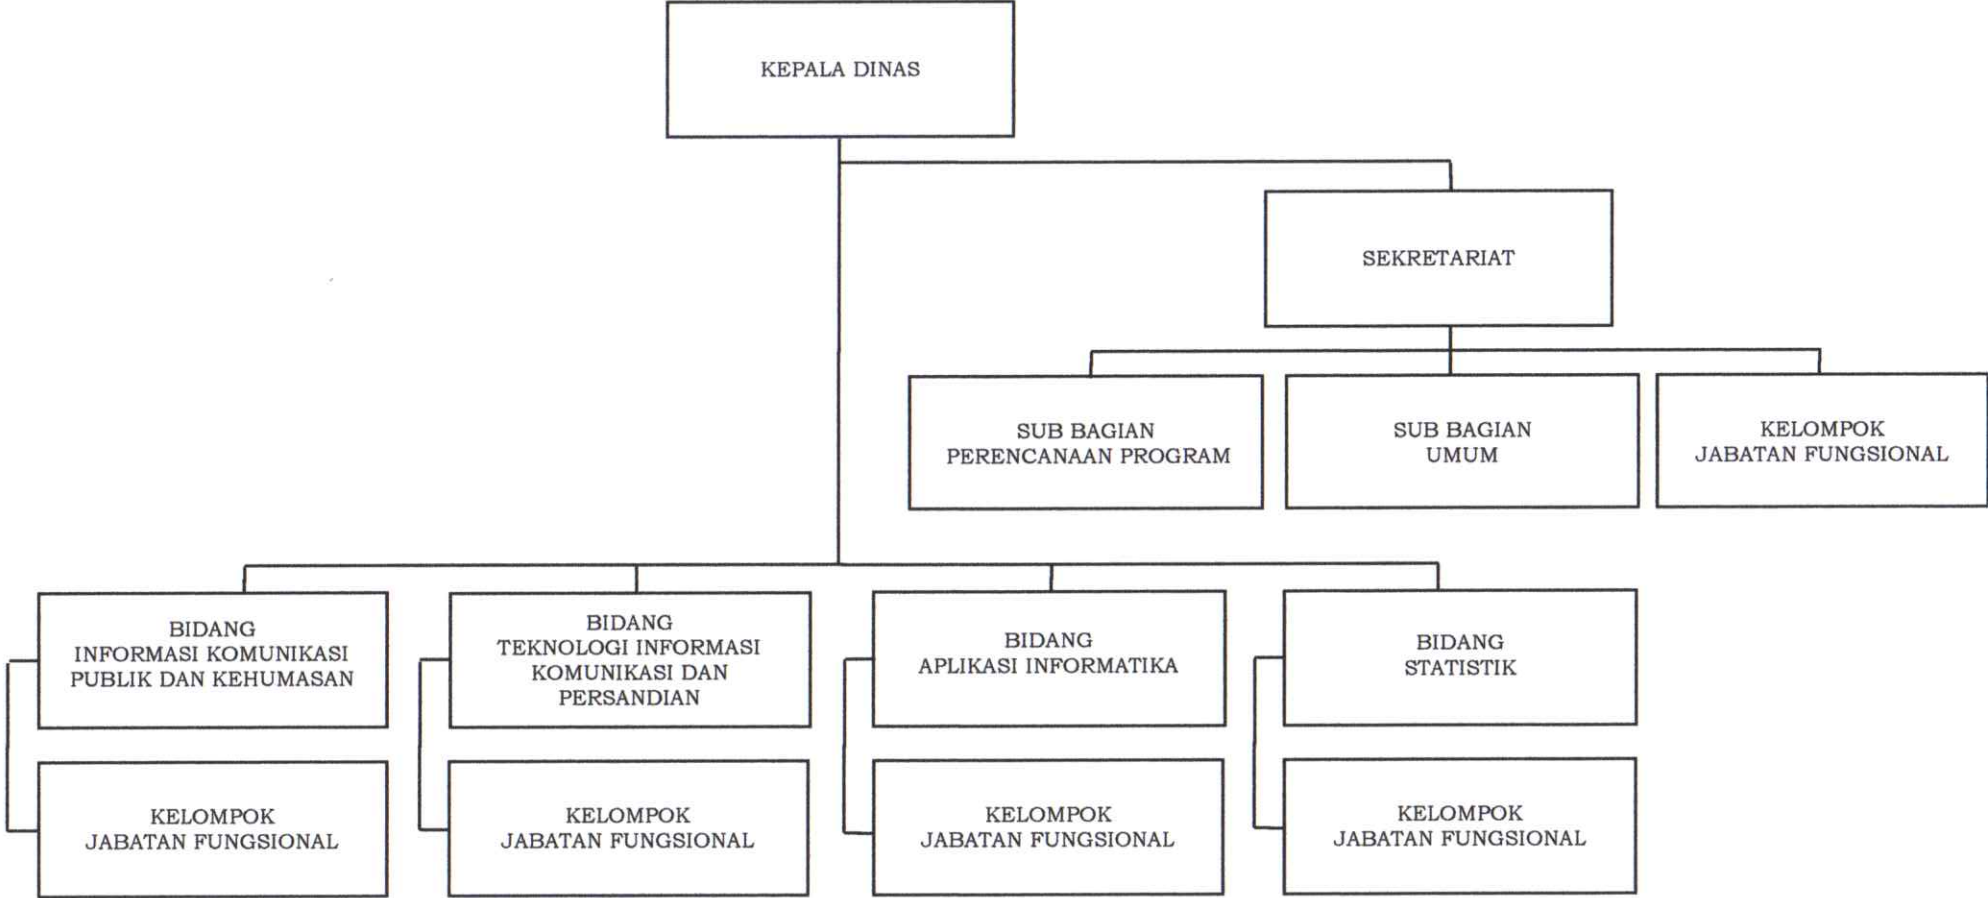 KEPALA DINAS
SEKRETARIAT
SUB BAGIAN
PERENCANAAN PROGRAM
SUB BAGIAN
UMUM
KELOMPOK
JABATAN FUNGSIONAL
BIDANG
INFORMASI KOMUNIKASI
PUBLIK DAN KEHUMASAN
BIDANG
TEKNOLOGI INFORMASI
KOMUNIKASI DAN
PERSANDIAN
BIDANG
APLIKASI INFORMATIKA
BIDANG
STATISTIK
KELOMPOK
JABATAN FUNGSIONAL
KELOMPOK
JABATAN FUNGSIONAL
KELOMPOK
JABATAN FUNGSIONAL
KELOMPOK
JABATAN FUNGSIONAL